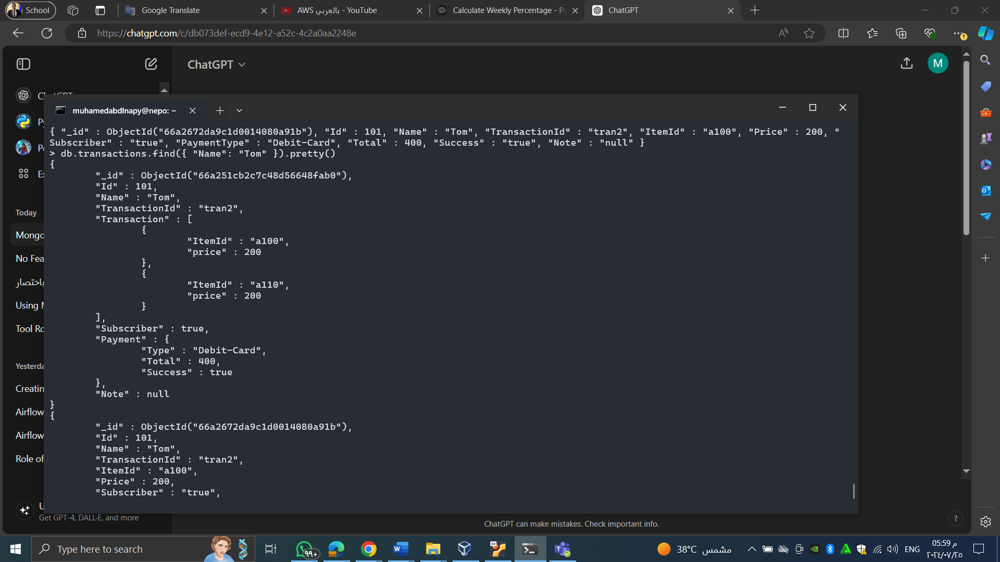 School
Google Translate
AWS بالعربي - YouTube
Calculate Weekly Percentage - Po
ChatGPT
https://chatgpt.com/c/db073def-ecd9-4e12-a52c-4c2a0aa2248e
ChatGPT
M
muhamedabdlnapy@nepo: ~
{ "_id" : ObjectId("66a2672da9c1d0014080a91b"), "Id" : 101, "Name" : "Tom", "TransactionId" : "tran2", "ItemId" : "a100", "Price" : 200, "
Subscriber" : "true", "PaymentType" : "Debit-Card", "Total" : 400, "Success" : "true", "Note" : "null" }
> db.transactions.find({ "Name": "Tom" }).pretty()
{
"_id" : ObjectId("66a251cb2c7c48d56648fab0"),
"Id" : 101,
"Name" : "Tom",
"TransactionId" : "tran2",
"Transaction" : [
{
"ItemId" : "a100",
"price" : 200
},
{
"ItemId" : "a110",
"price" : 200
}
],
"Subscriber" : true,
"Payment" : {
"Type" : "Debit-Card",
"Total" : 400,
"Success" : true
},
"Note" : null
}
{
"_id" : ObjectId("66a2672da9c1d0014080a91b"),
"Id" : 101,
"Name" : "Tom",
"TransactionId" : "tran2",
"ItemId" : "a100",
"Price" : 200,
"Subscriber" : "true",
Today
Mongo
No Fea
باختصار
Using M
Tool Ro
Yesterda
Creatin
Airflow
Airflow
Role of
U
Get GPT-4, DALL·E, and more
ChatGPT can make mistakes. Check important info.
?
Type here to search
٩٩+
38°C مشمس
ENG
05:59 م
٢٠٢٤/٠٧/٢٥